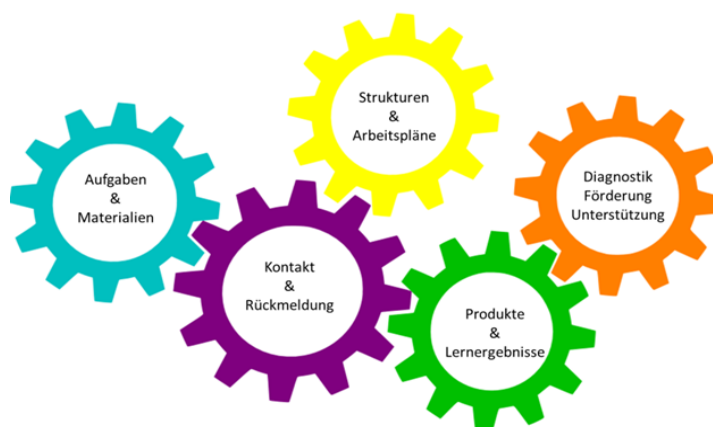 Aufgaben
&
Materialien
Strukturen
&
Arbeitspläne
Diagnostik
Förderung
Unterstützung
Kontakt
&
Rückmeldung
Produkte
&
Lernergebnisse